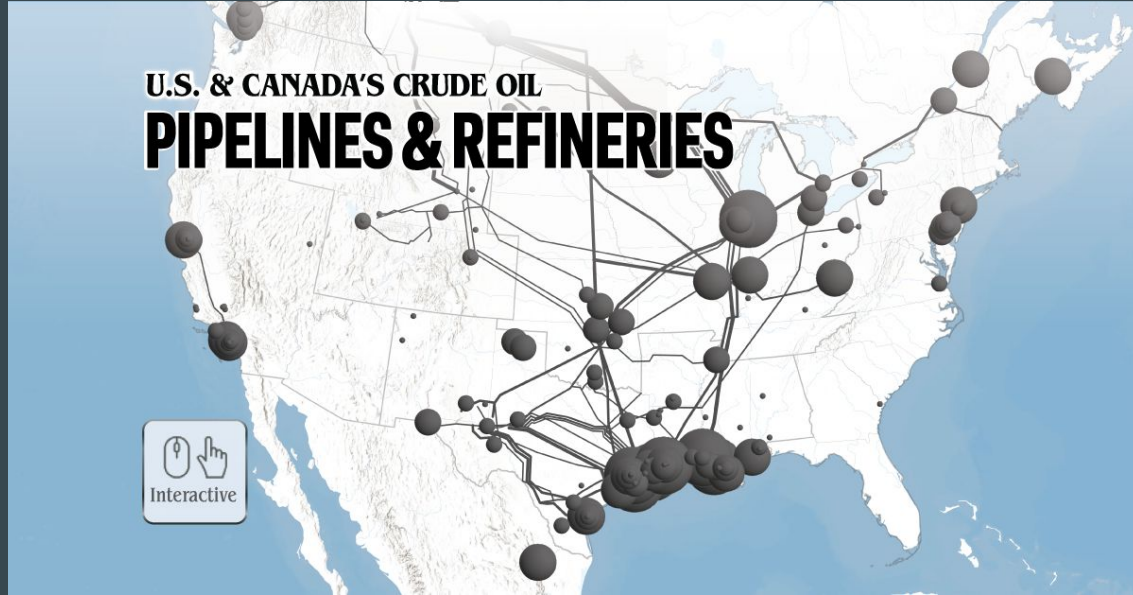 U.S. & CANADA'S CRUDE OIL
PIPELINES & REFINERIES
Interactive